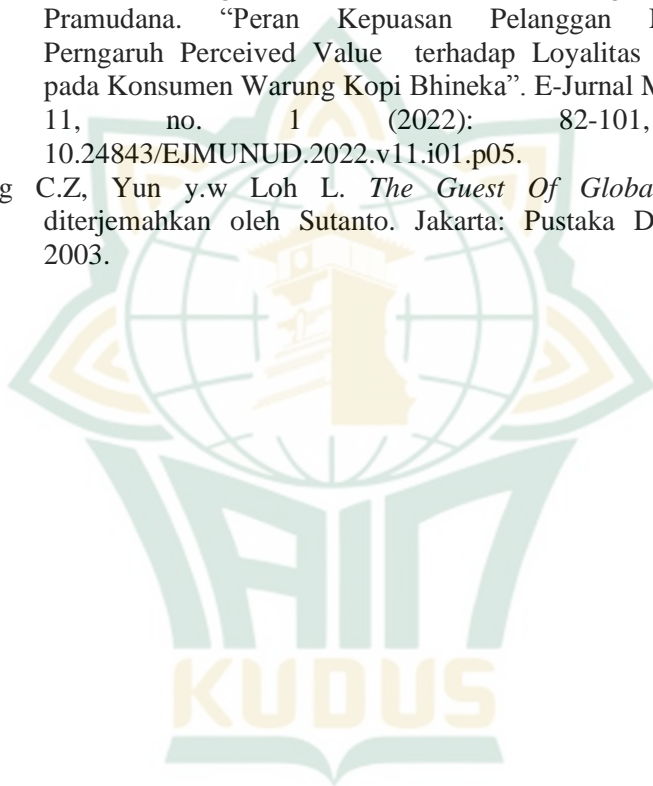 Pramudana. “Peran Kepuasan Pelanggan
Perngaruh Perceived Value terhadap Loyalitas
pada Konsumen Warung Kopi Bhineka”. E-Jurnal
11, no. 1 (2022): 82-101,
10.24843/EJMUNUD.2022.v11.i01.p05.
g C.Z, Yun y.w Loh L. The Guest Of Globa
diterjemahkan oleh Sutanto. Jakarta: Pustaka D
2003.
IAIN
KUDUS